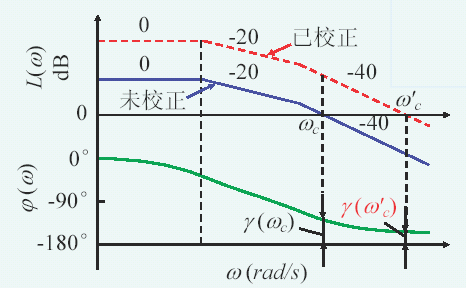 0
-20
已校正
L(ω)
dB
0
-20
-40
未校正
ω'c
0
ωc
-40
φ(ω)
0°
-90°
γ(ωc)
γ(ω'c)
-180°
ω(rad/s)